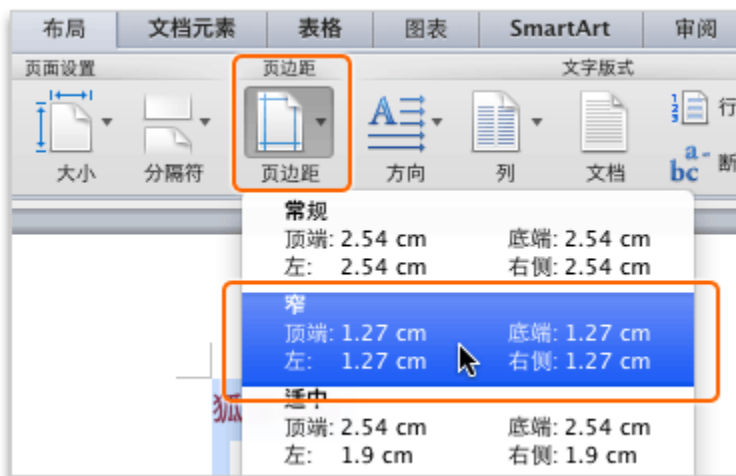 布局 文档元素 表格 图表 SmartArt 审阅
页面设置 页边距 文字版式
大小 分隔符 页边距 方向 列 文档 行
abc 断
常规
顶端: 2.54 cm 底端: 2.54 cm
左: 2.54 cm 右侧: 2.54 cm
窄
顶端: 1.27 cm 底端: 1.27 cm
左: 1.27 cm 右侧: 1.27 cm
适中
狐
顶端: 2.54 cm 底端: 2.54 cm
左: 1.9 cm 右侧: 1.9 cm